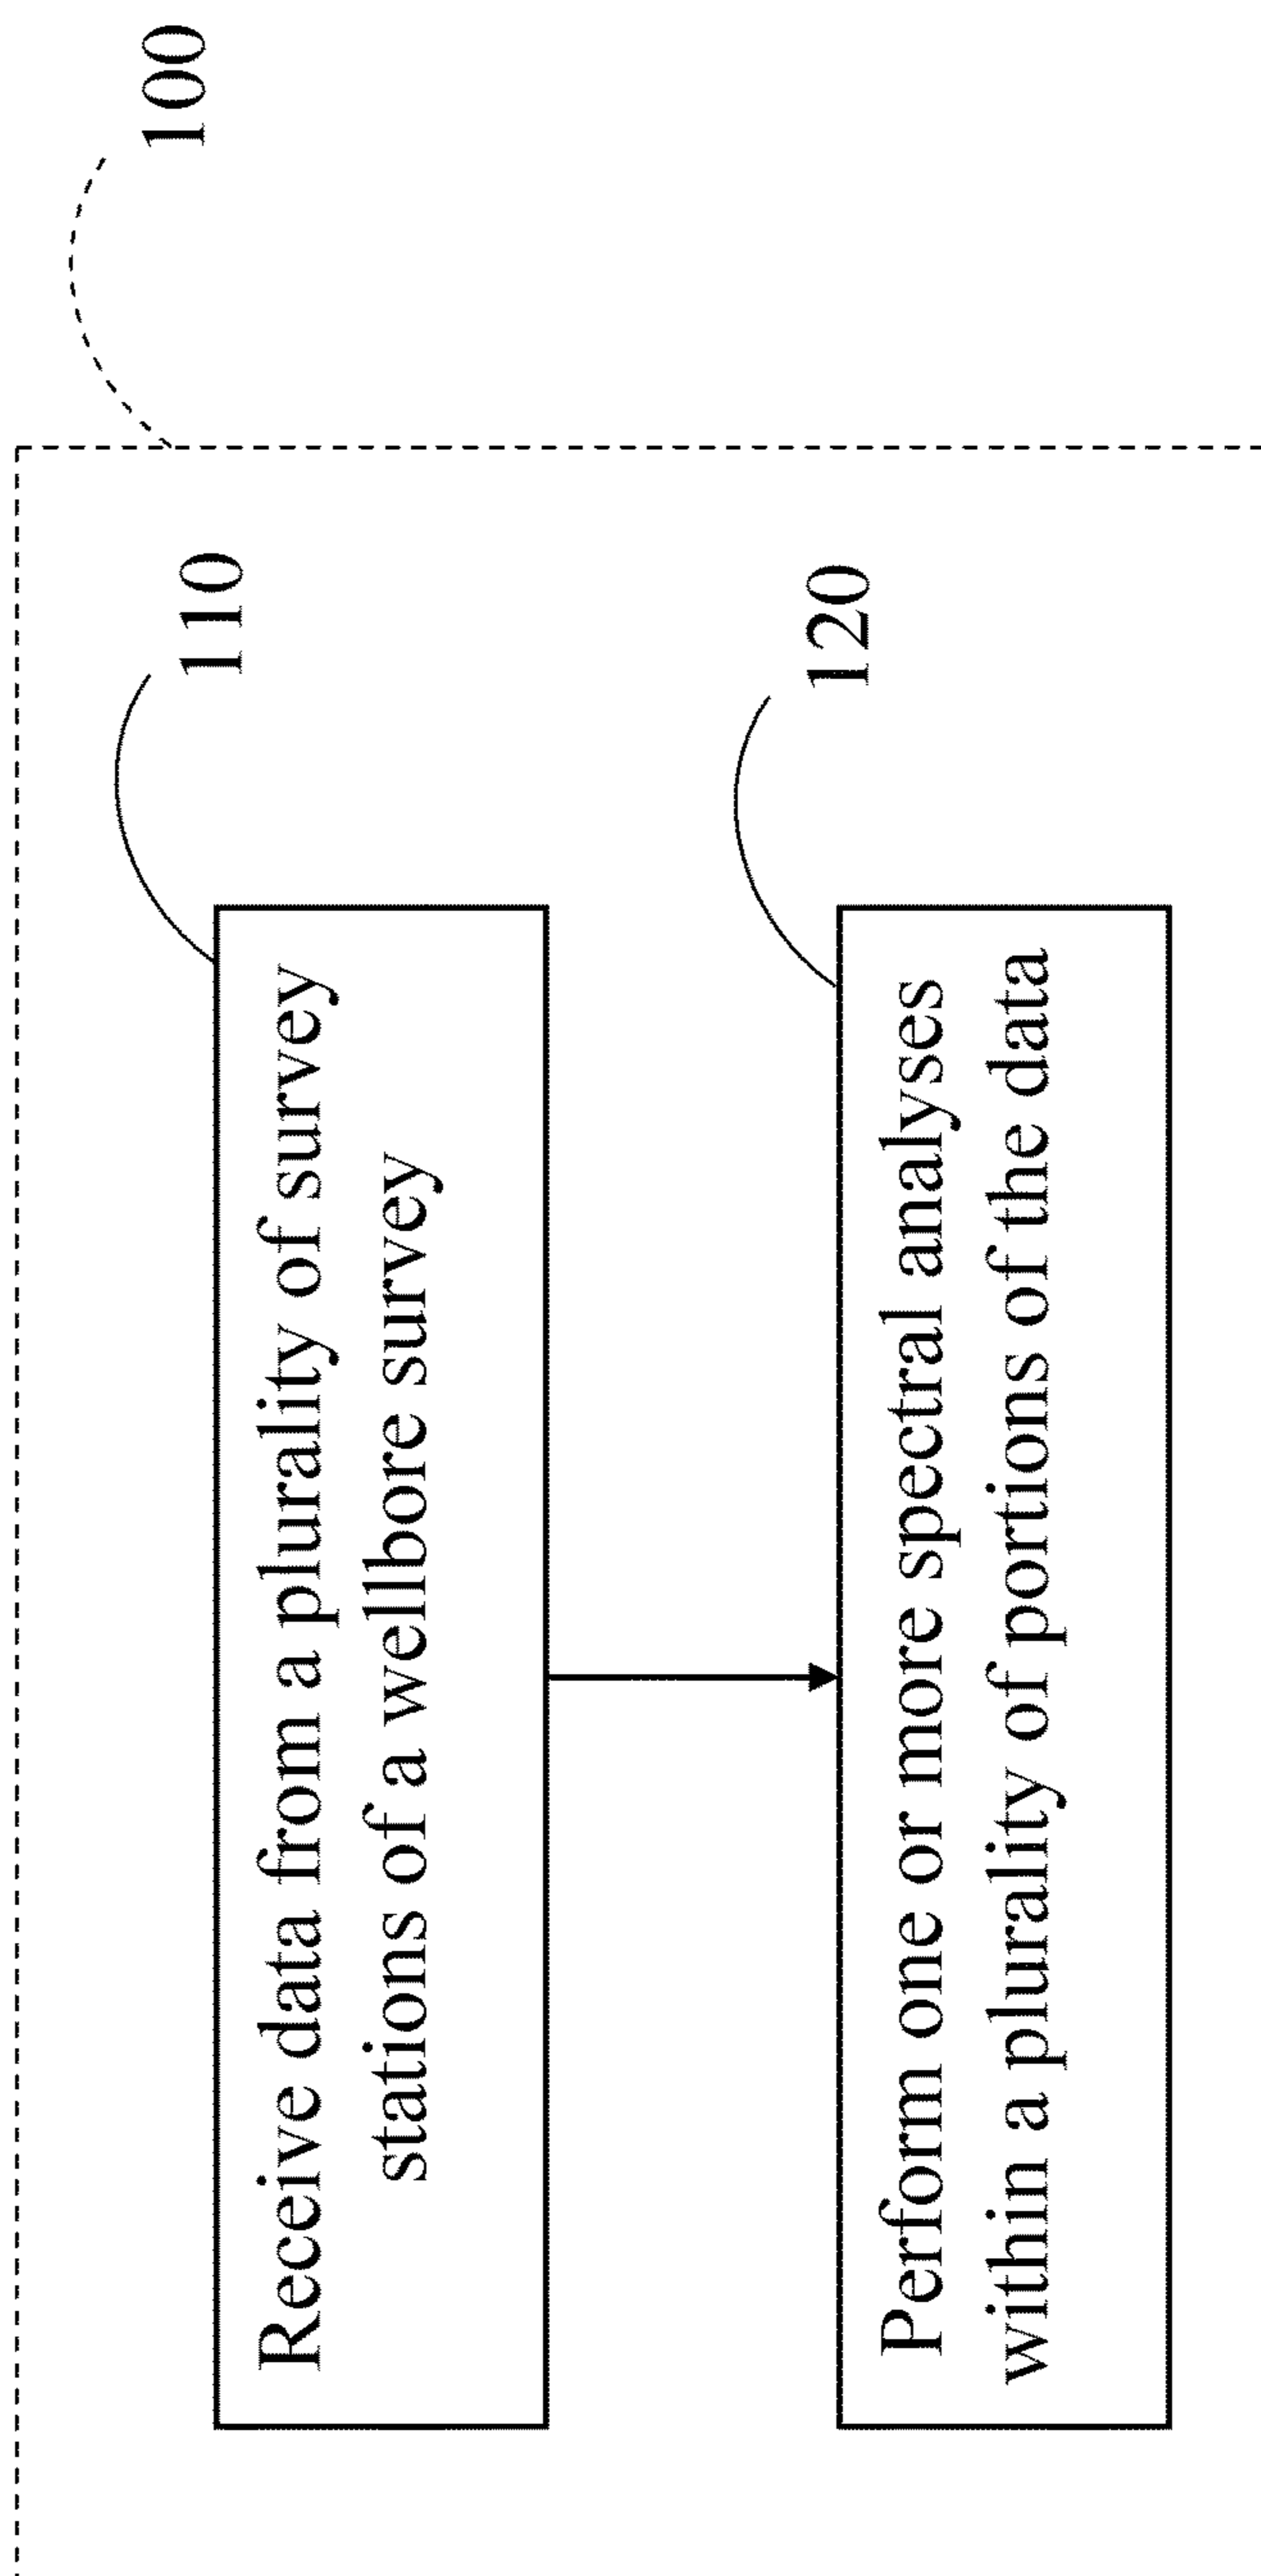 100
110
Receive data from a plurality of survey
stations of a wellbore survey
120
Perform one or more spectral analyses
within a plurality of portions of the data